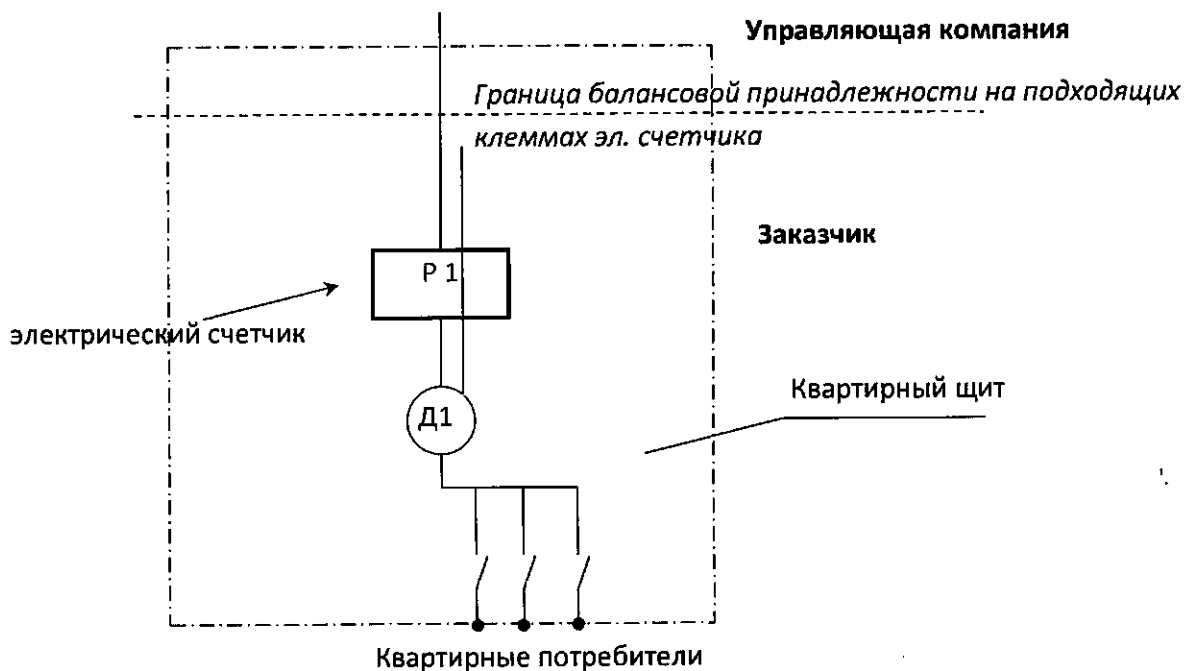 Управляющая компания
Граница балансовой принадлежности на подходящих
клеммах эл. счетчика
Заказчик
Р 1
электрический счетчик
Квартирный щит
Д1
Квартирные потребители